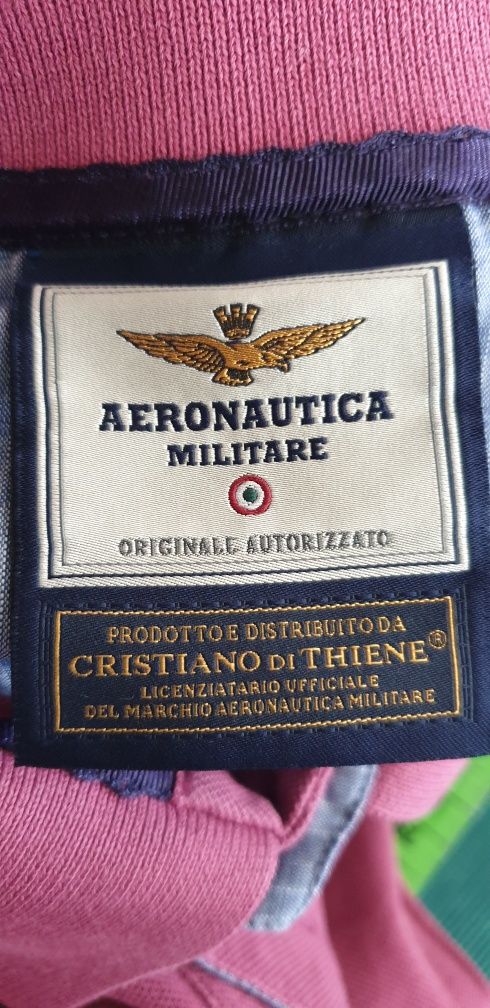 AERONAUTICA
MILITARE
ORIGINALE AUTORIZZATO
PRODOTTO E DISTRIBUITO DA
CRISTIANO DI THIENE®
LICENZIATARIO UFFICIALE
DEL MARCHIO AERONAUTICA MILITARE